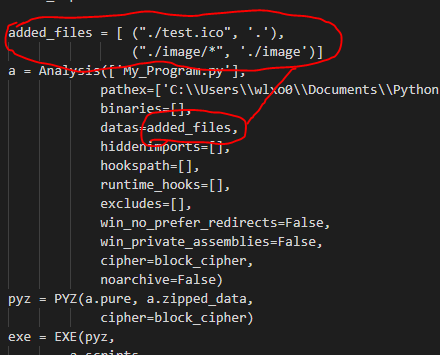 added_files = [ ("./test.ico", '.'),
("./image/*", './image')]
a = Analysis(['My_Program.py'],
pathex=['C:\\Users\\wlxo0\\Documents\\Python
binaries=[],
datas=added_files,
hiddenimports=[],
hookspath=[],
runtime_hooks=[],
excludes=[],
win_no_prefer_redirects=False,
win_private_assemblies=False,
cipher=block_cipher,
noarchive=False)
pyz = PYZ(a.pure, a.zipped_data,
cipher=block_cipher)
exe = EXE(pyz,
a.scripts